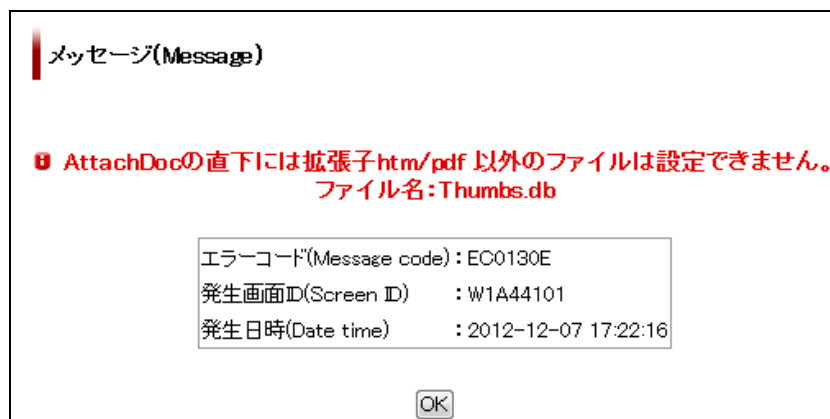 メッセージ(Message)
AttachDocの直下には拡張子htm/pdf 以外のファイルは設定できません。
ファイル名：Thumbs.db
エラーコード(Message code)：EC0130E
発生画面ID(Screen ID)　：W1A44101
発生日時(Date time)　：2012-12-07 17:22:16
OK